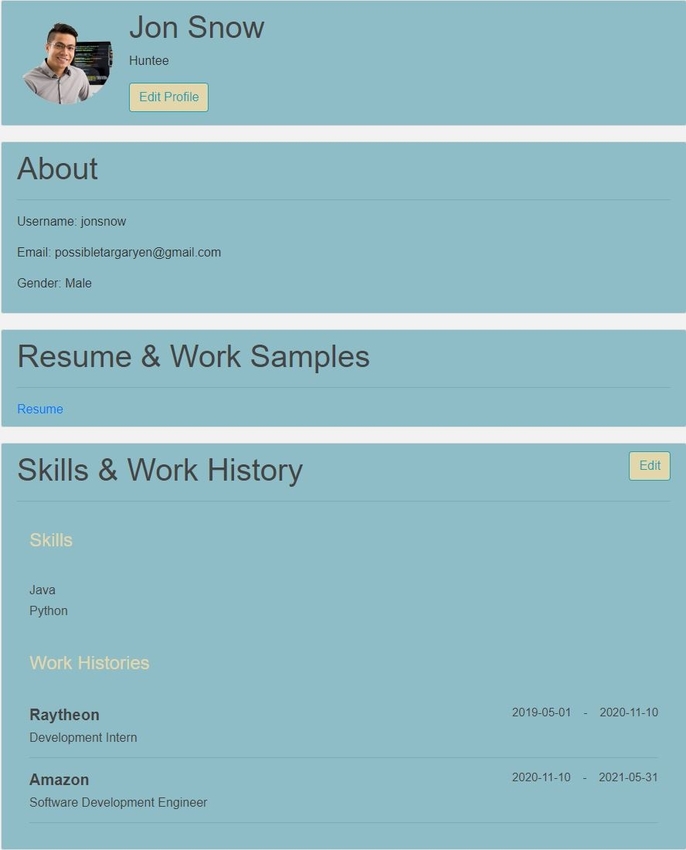 Jon Snow
Huntee
Edit Profile
About
Username: jonsnow
Email: possibletargaryen@gmail.com
Gender: Male
Resume & Work Samples
Resume
Skills & Work History
Edit
Skills
Java
Python
Work Histories
Raytheon 2019-05-01 - 2020-11-10
Development Intern
Amazon 2020-11-10 - 2021-05-31
Software Development Engineer